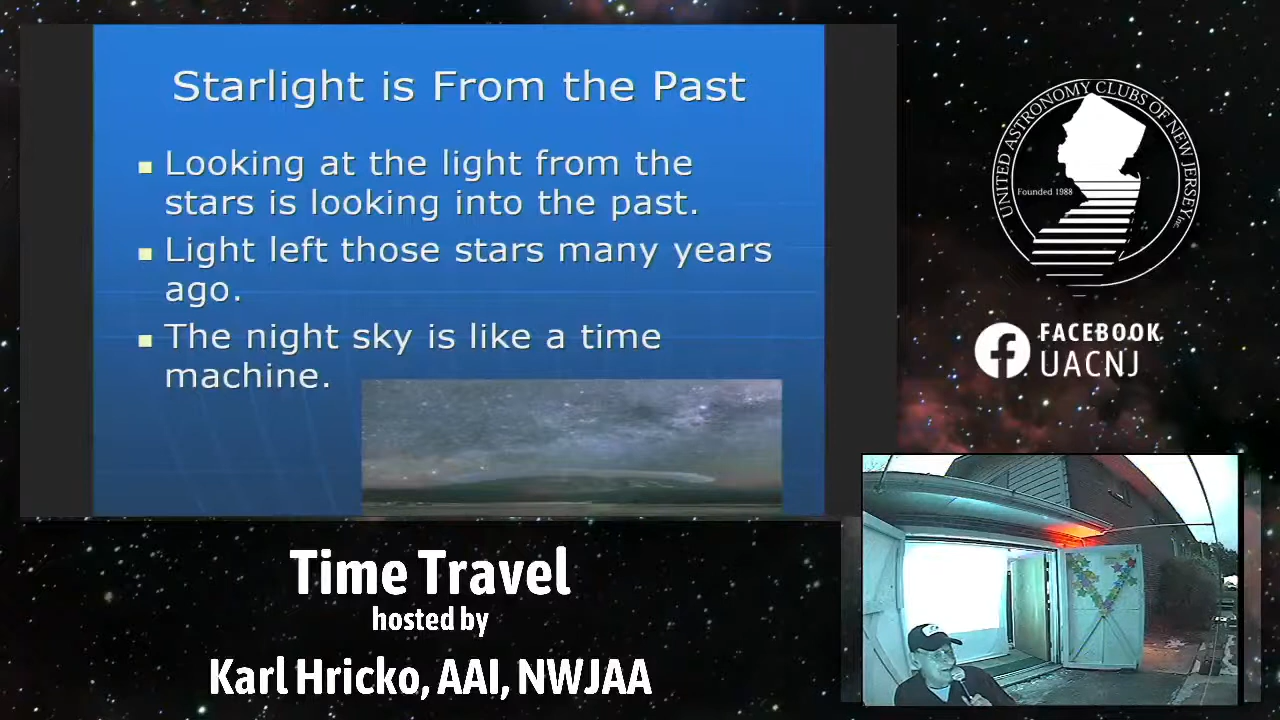 Starlight is From the Past
Looking at the light from the
stars is looking into the past.
Light left those stars many years
ago.
The night sky is like a time
machine.
UNITED ASTRONOMY CLUBS OF NEW JERSEY Inc.
Founded 1988
FACEBOOK
UACNJ
Time Travel
hosted by
Karl Hricko, AAI, NWJAA